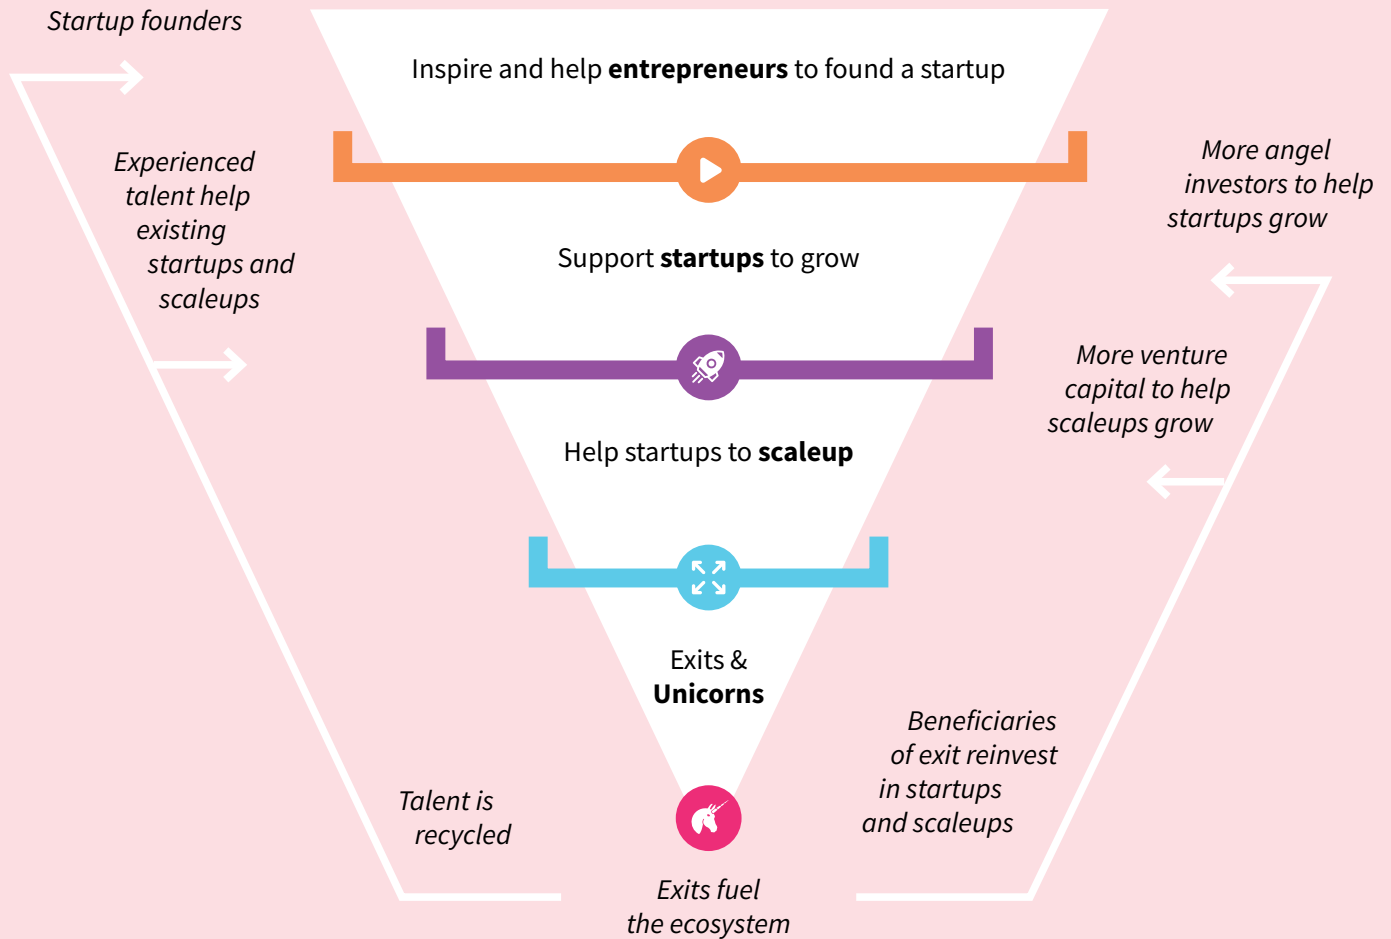 Startup founders
Inspire and help entrepreneurs to found a startup
Experienced
talent help
existing
startups and
scaleups
More angel
investors to help
startups grow
Support startups to grow
More venture
capital to help
scaleups grow
Help startups to scaleup
Exits &
Unicorns
Talent is
recycled
Beneficiaries
of exit reinvest
in startups
and scaleups
Exits fuel
the ecosystem